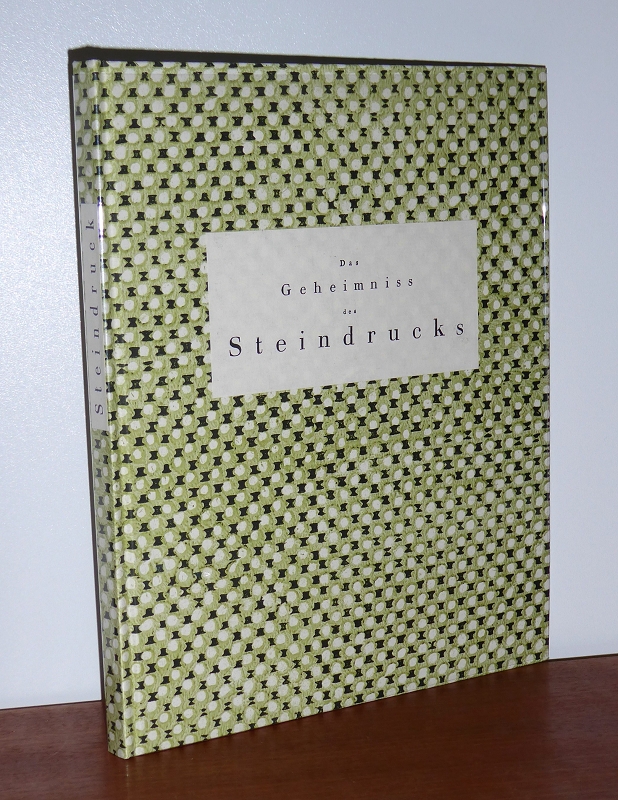 Das
Geheimniss
des
Steindrucks
Steindruck